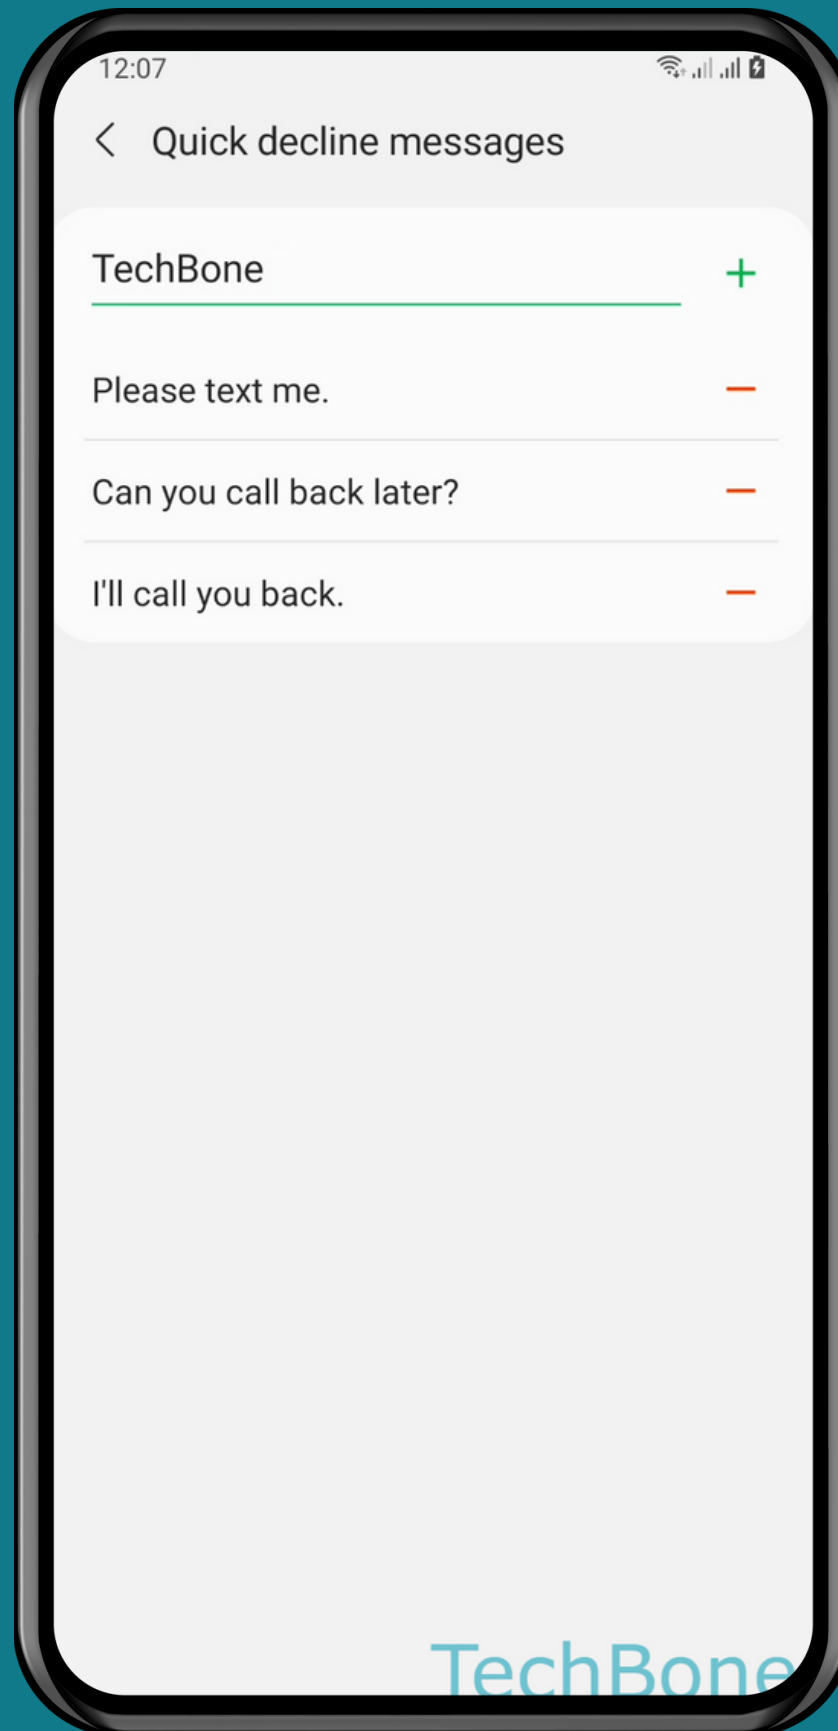 12:07
Quick decline messages
TechBone
Please text me.
Can you call back later?
I'll call you back.
TechBone